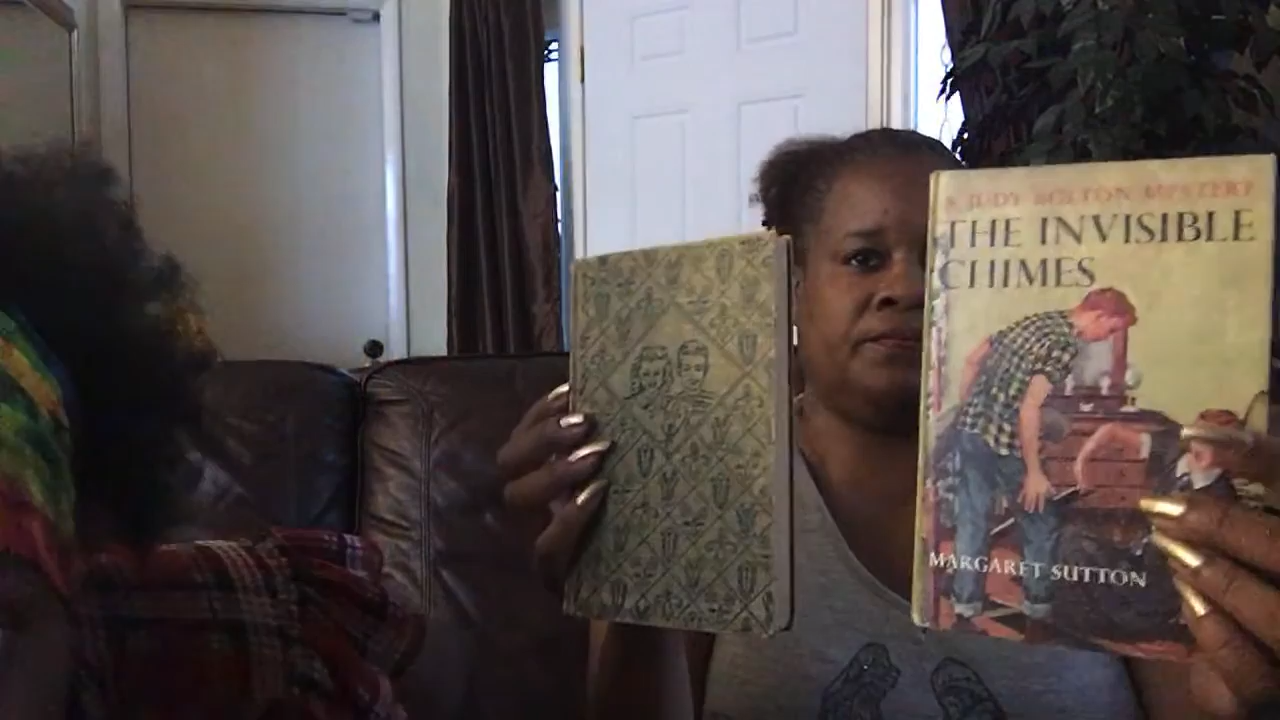 A JUDY BOLTON MYSTERY
THE INVISIBLE
CHIMES
MARGARET SUTTON